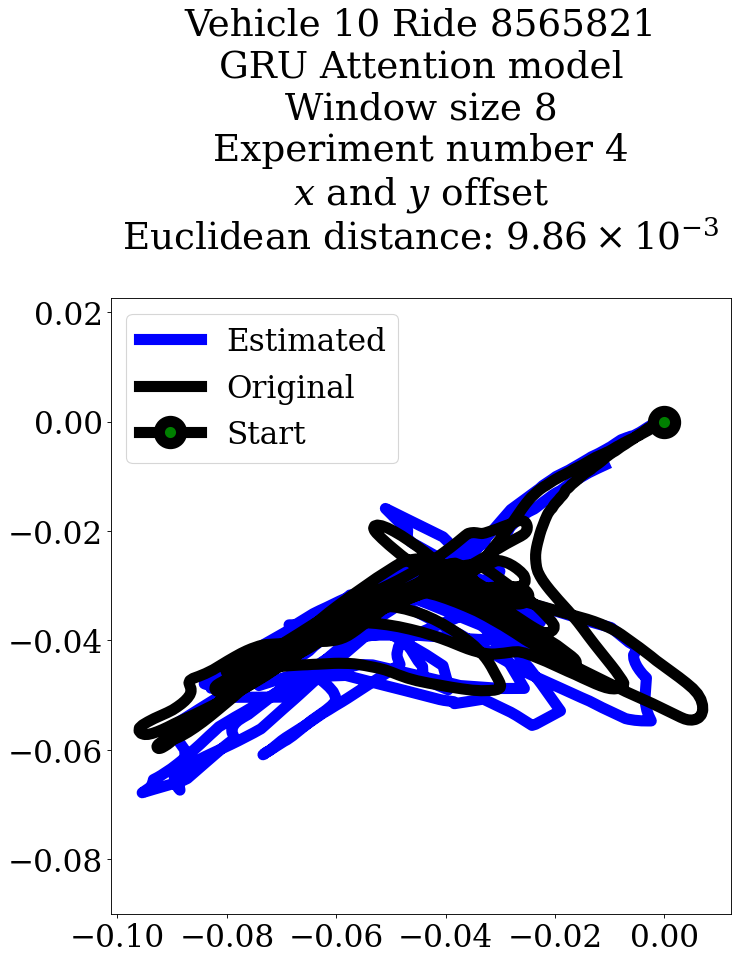 Vehicle 10 Ride 8565821
GRU Attention model
Window size 8
Experiment number 4
x and y offset
Euclidean distance: 9.86 × 10⁻³
0.02
0.00
−0.02
−0.04
−0.06
−0.08
Estimated
Original
Start
−0.10 −0.08 −0.06 −0.04 −0.02 0.00